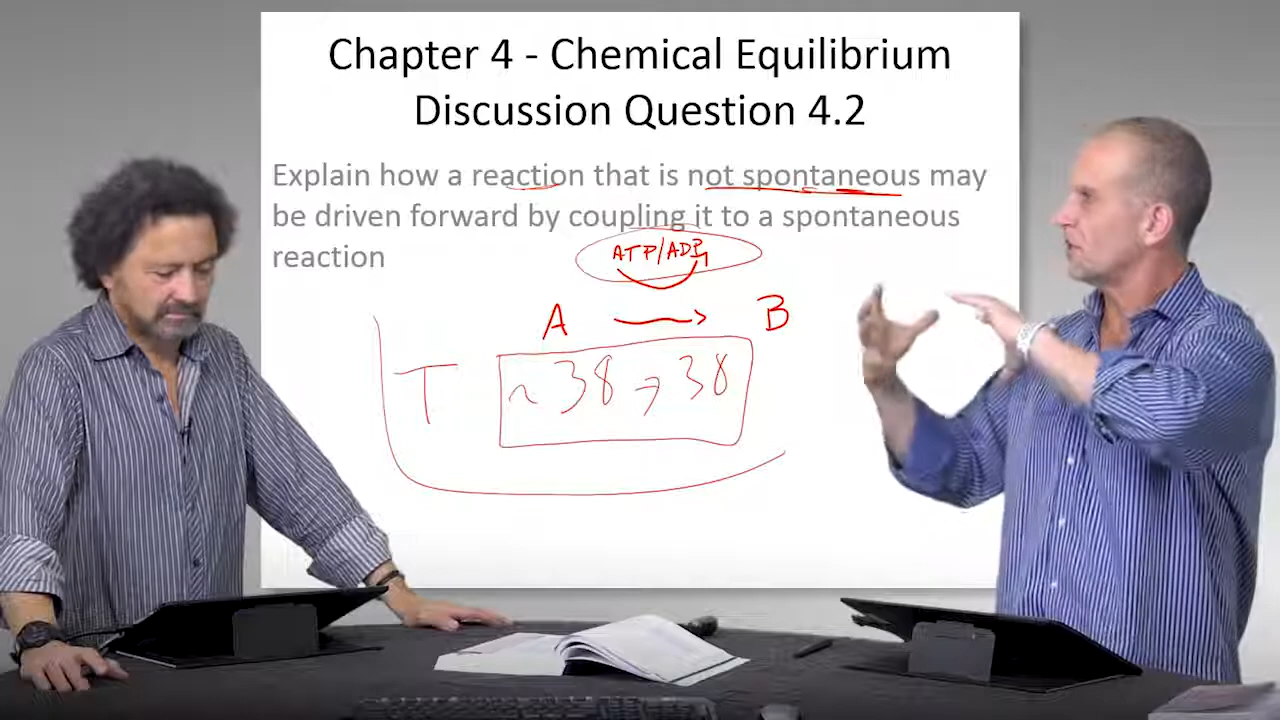 Chapter 4 - Chemical Equilibrium
Discussion Question 4.2
Explain how a reaction that is not spontaneous may
be driven forward by coupling it to a spontaneous
reaction
ATP/ADP
A → B
T ~38 → 38